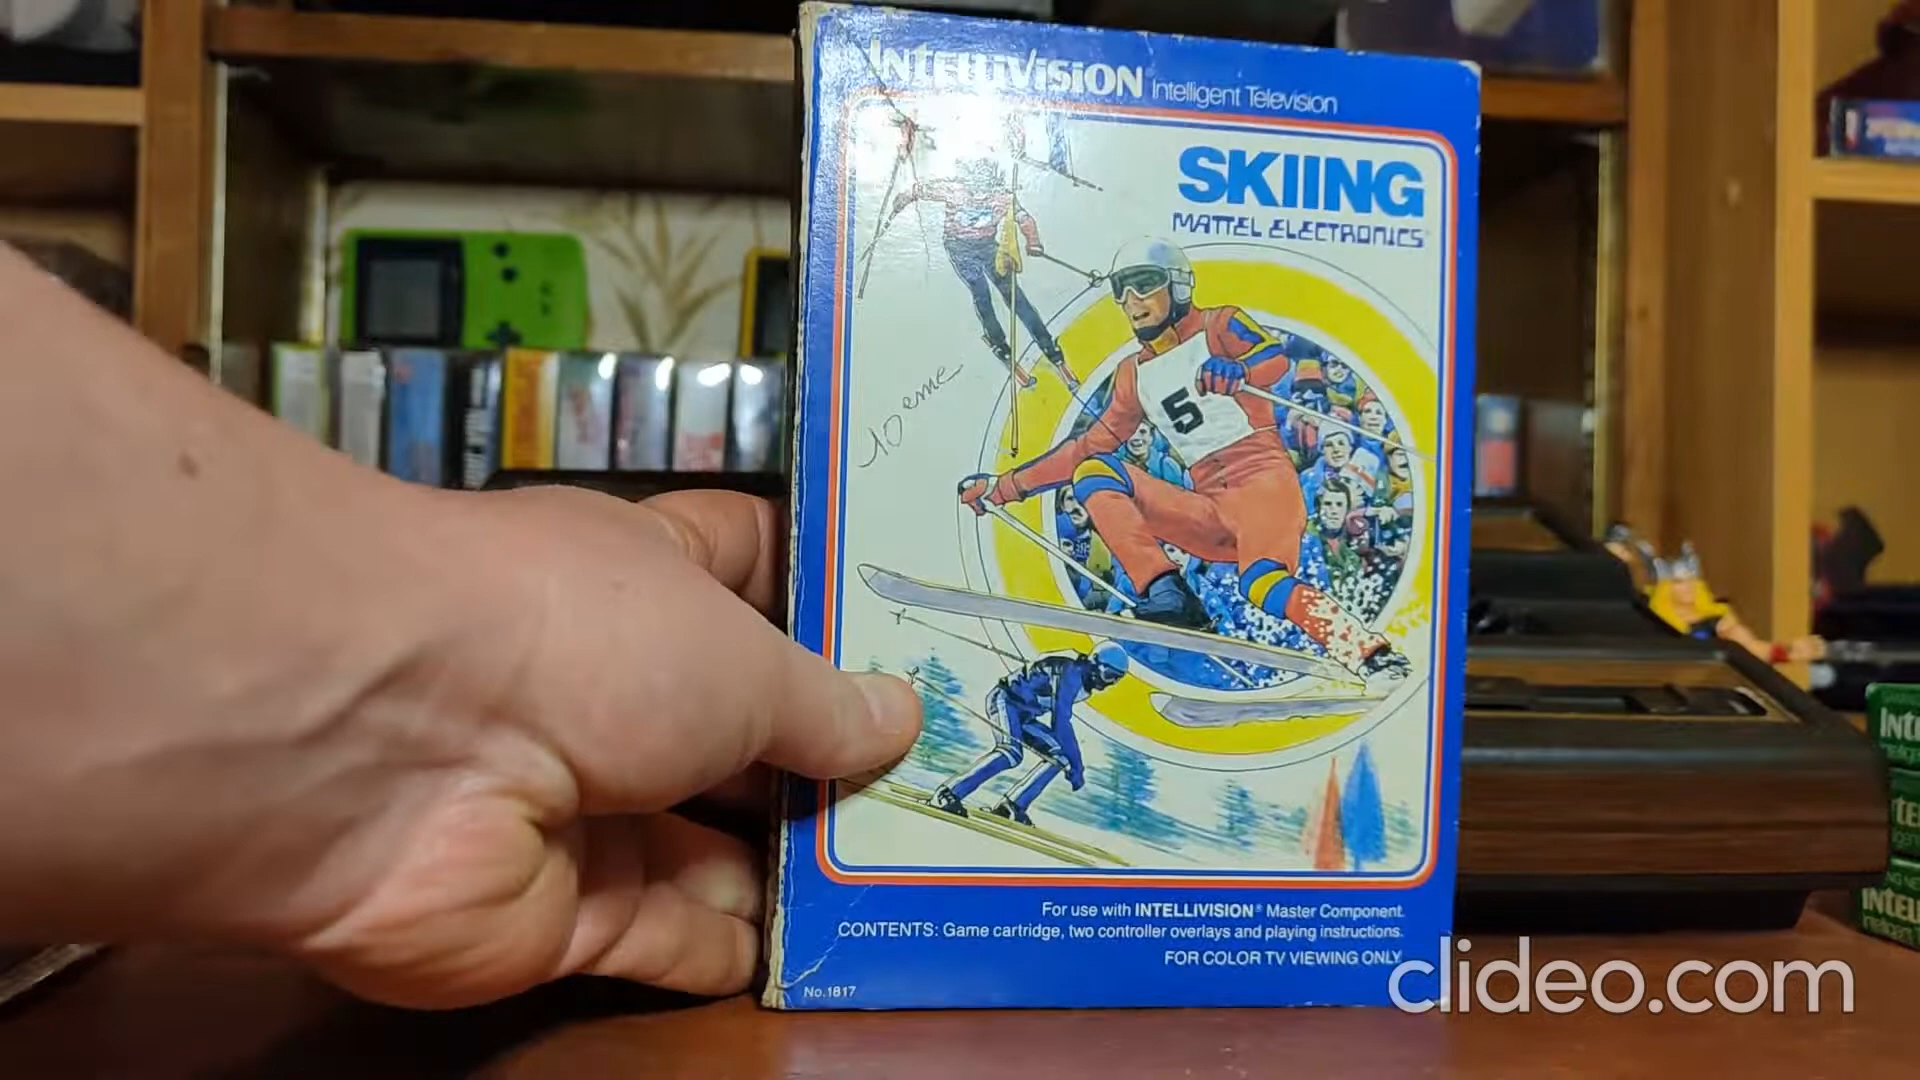 INTELLIVISION Intelligent Television
SKIING
MATTEL ELECTRONICS
10 eme
5
For use with INTELLIVISION® Master Component.
CONTENTS: Game cartridge, two controller overlays and playing instructions.
FOR COLOR TV VIEWING ONLY
No.1817
clideo.com